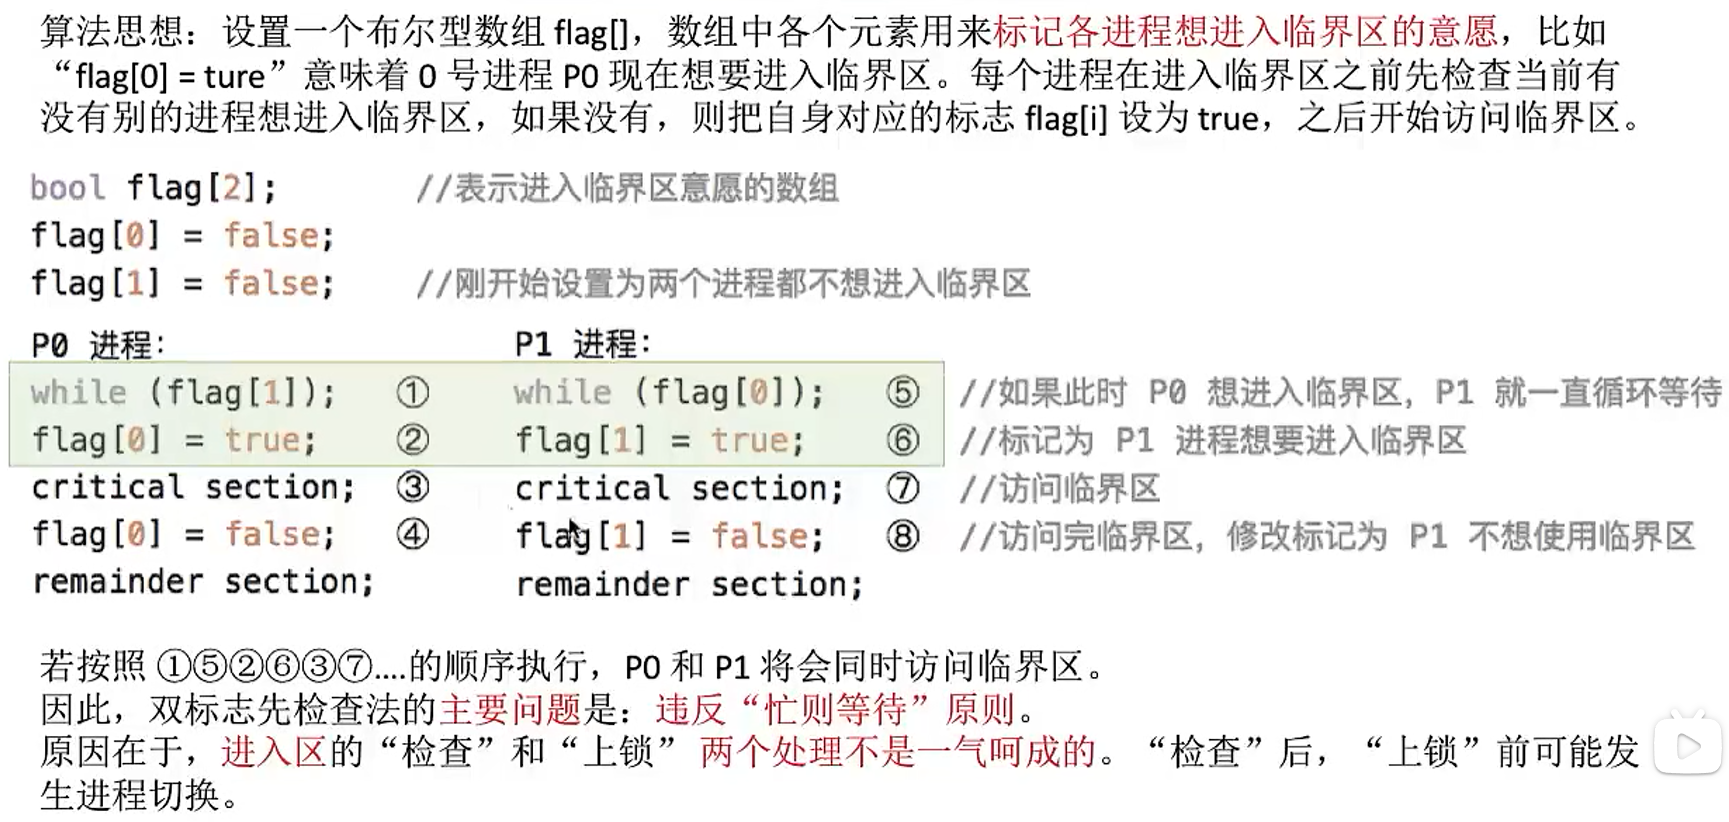 算法思想：设置一个布尔型数组 flag[]，数组中各个元素用来标记各进程想进入临界区的意愿，比如
“flag[0] = ture”意味着 0 号进程 P0 现在想要进入临界区。每个进程在进入临界区之前先检查当前有
没有别的进程想进入临界区，如果没有，则把自身对应的标志 flag[i] 设为 true，之后开始访问临界区。
bool flag[2]; //表示进入临界区意愿的数组
flag[0] = false;
flag[1] = false; //刚开始设置为两个进程都不想进入临界区
P0 进程： P1 进程：
while (flag[1]); ① while (flag[0]); ⑤ //如果此时 P0 想进入临界区，P1 就一直循环等待
flag[0] = true; ② flag[1] = true; ⑥ //标记为 P1 进程想要进入临界区
critical section; ③ critical section; ⑦ //访问临界区
flag[0] = false; ④ flag[1] = false; ⑧ //访问完临界区，修改标记为 P1 不想使用临界区
remainder section; remainder section;
若按照 ①⑤②⑥③⑦....的顺序执行，P0 和 P1 将会同时访问临界区。
因此，双标志先检查法的主要问题是：违反“忙则等待”原则。
原因在于，进入区的“检查”和“上锁” 两个处理不是一气呵成的。“检查”后，“上锁”前可能发
生进程切换。